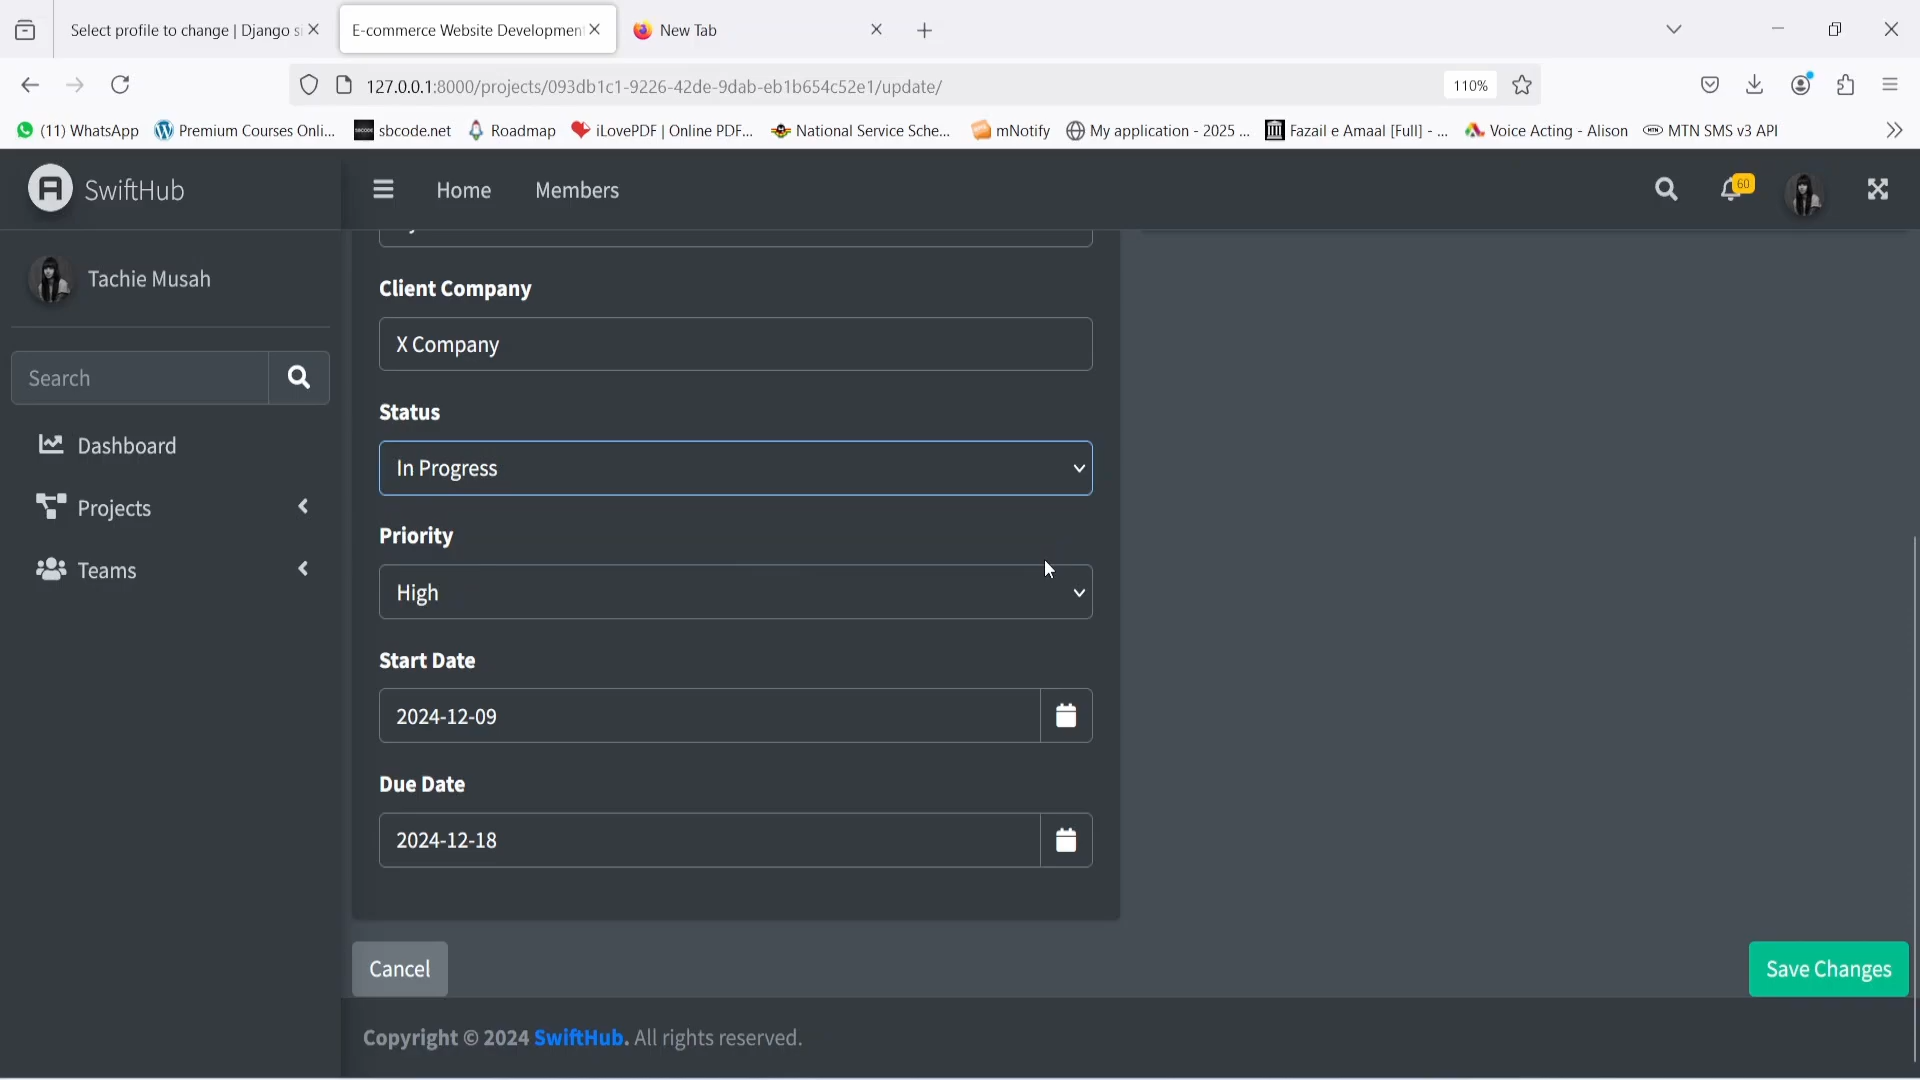 Select profile to change | Django si
E-commerce Website Developmen
New Tab
127.0.0.1:8000/projects/093db1c1-9226-42de-9dab-eb1b654c52e1/update/
110%
(11) WhatsApp
Premium Courses Onli...
sbcode.net
Roadmap
iLovePDF | Online PDF...
National Service Sche...
mNotify
My application - 2025 ...
Fazail e Amaal [Full] - ...
Voice Acting - Alison
MTN SMS v3 API
SwiftHub
Home
Members
60
Tachie Musah
Search
Dashboard
Projects
Teams
Client Company
X Company
Status
In Progress
Priority
High
Start Date
2024-12-09
Due Date
2024-12-18
Cancel
Save Changes
Copyright © 2024 SwiftHub. All rights reserved.